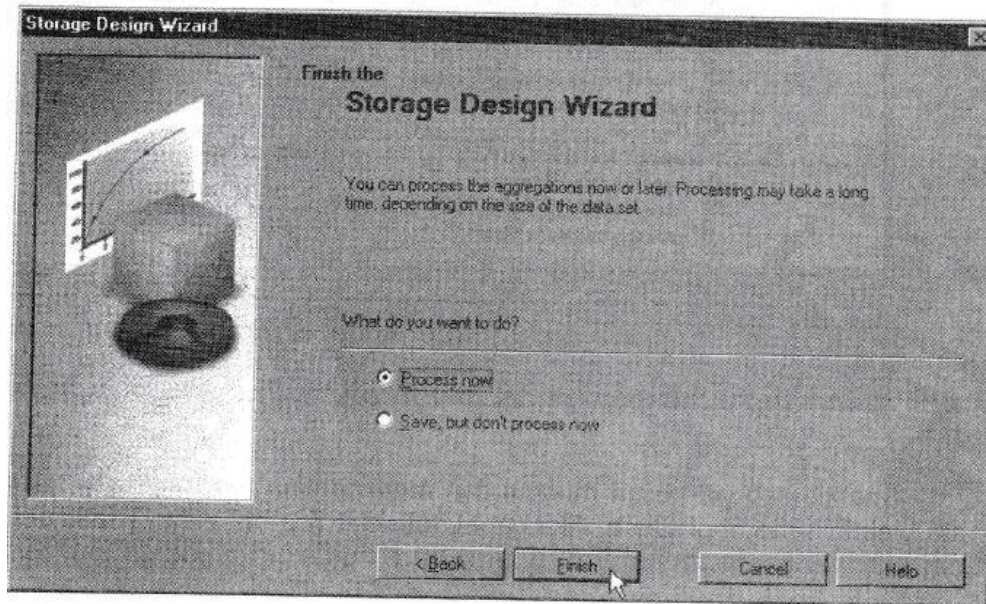 Storage Design Wizard
Finish the
Storage Design Wizard
You can process the aggregations now or later. Processing may take a long
time, depending on the size of the data set.
What do you want to do?
Process now
Save, but don't process now
< Back
Finish
Cancel
Help